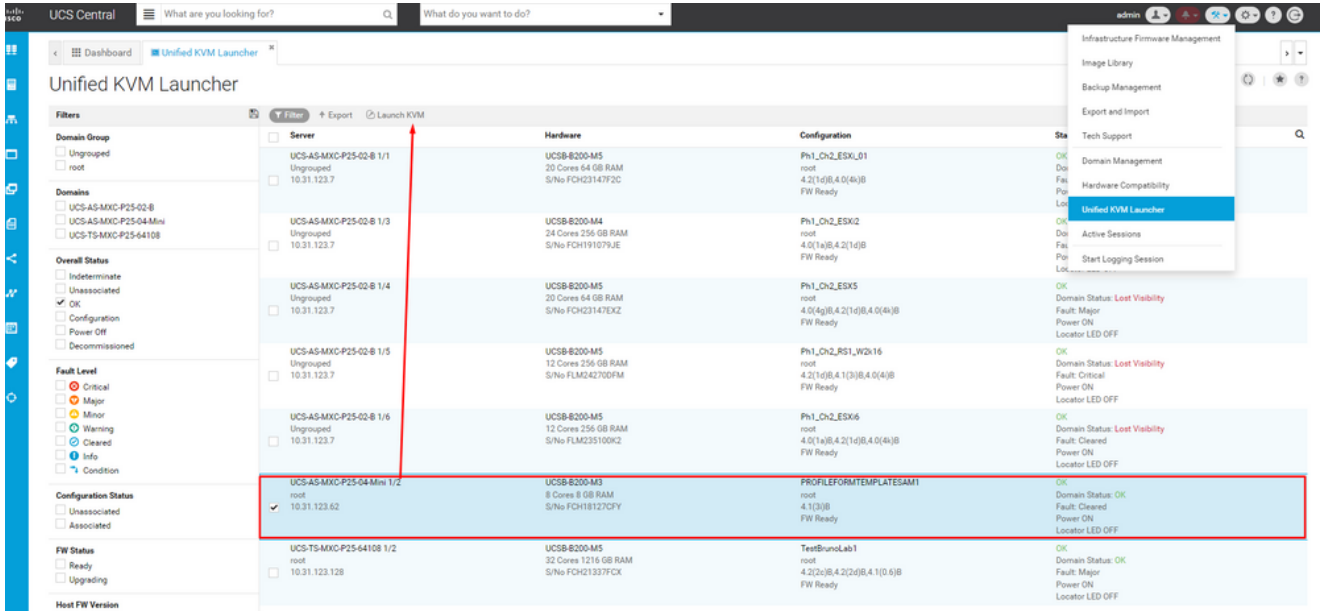 cisco
UCS Central
What are you looking for?
What do you want to do?
admin
Dashboard
Unified KVM Launcher
Unified KVM Launcher
Infrastructure Firmware Management
Image Library
Backup Management
Export and Import
Tech Support
Domain Management
Hardware Compatibility
Unified KVM Launcher
Active Sessions
Start Logging Session
Filters
Filter
Export
Launch KVM
Domain Group
Ungrouped
root
Domains
UCS-AS-MXC-P25-02-B
UCS-AS-MXC-P25-04-Mini
UCS-TS-MXC-P25-64108
Overall Status
Indeterminate
Unassociated
OK
Configuration
Power Off
Decommissioned
Fault Level
Critical
Major
Minor
Warning
Cleared
Info
Condition
Configuration Status
Unassociated
Associated
FW Status
Ready
Upgrading
Host FW Version
Server Hardware Configuration
UCS-AS-MXC-P25-02-B 1/1
Ungrouped
10.31.123.7
UCSB-B200-M5
20 Cores 64 GB RAM
S/No FCH23147F2C
Ph1_Ch2_ESXi_01
root
4.2(1d)B,4.0(4k)B
FW Ready
OK
UCS-AS-MXC-P25-02-B 1/3
Ungrouped
10.31.123.7
UCSB-B200-M4
24 Cores 256 GB RAM
S/No FCH191079JE
Ph1_Ch2_ESXi2
root
4.0(1a)B,4.2(1d)B
FW Ready
OK
UCS-AS-MXC-P25-02-B 1/4
Ungrouped
10.31.123.7
UCSB-B200-M5
20 Cores 64 GB RAM
S/No FCH23147EXZ
Ph1_Ch2_ESX5
root
4.0(4g)B,4.2(1d)B,4.0(4k)B
FW Ready
OK
Domain Status: Lost Visibility
Fault: Major
Power ON
Locator LED OFF
UCS-AS-MXC-P25-02-B 1/5
Ungrouped
10.31.123.7
UCSB-B200-M5
12 Cores 256 GB RAM
S/No FLM24270DFM
Ph1_Ch2_RS1_W2k16
root
4.2(1d)B,4.1(3i)B,4.0(4i)B
FW Ready
OK
Domain Status: Lost Visibility
Fault: Critical
Power ON
Locator LED OFF
UCS-AS-MXC-P25-02-B 1/6
Ungrouped
10.31.123.7
UCSB-B200-M5
12 Cores 256 GB RAM
S/No FLM235100K2
Ph1_Ch2_ESXi6
root
4.0(1a)B,4.2(1d)B,4.0(4k)B
FW Ready
OK
Domain Status: Lost Visibility
Fault: Cleared
Power ON
Locator LED OFF
UCS-AS-MXC-P25-04-Mini 1/2
root
10.31.123.62
UCSB-B200-M3
8 Cores 8 GB RAM
S/No FCH18127CFY
PROFILEFORMTEMPLATESAM1
root
4.1(3i)B
FW Ready
OK
Domain Status: OK
Fault: Cleared
Power ON
Locator LED OFF
UCS-TS-MXC-P25-64108 1/2
root
10.31.123.128
UCSB-B200-M5
32 Cores 1216 GB RAM
S/No FCH21337FCX
TestBrunoLab1
root
4.2(2c)B,4.2(2d)B,4.1(0.6)B
FW Ready
OK
Domain Status: OK
Fault: Major
Power ON
Locator LED OFF